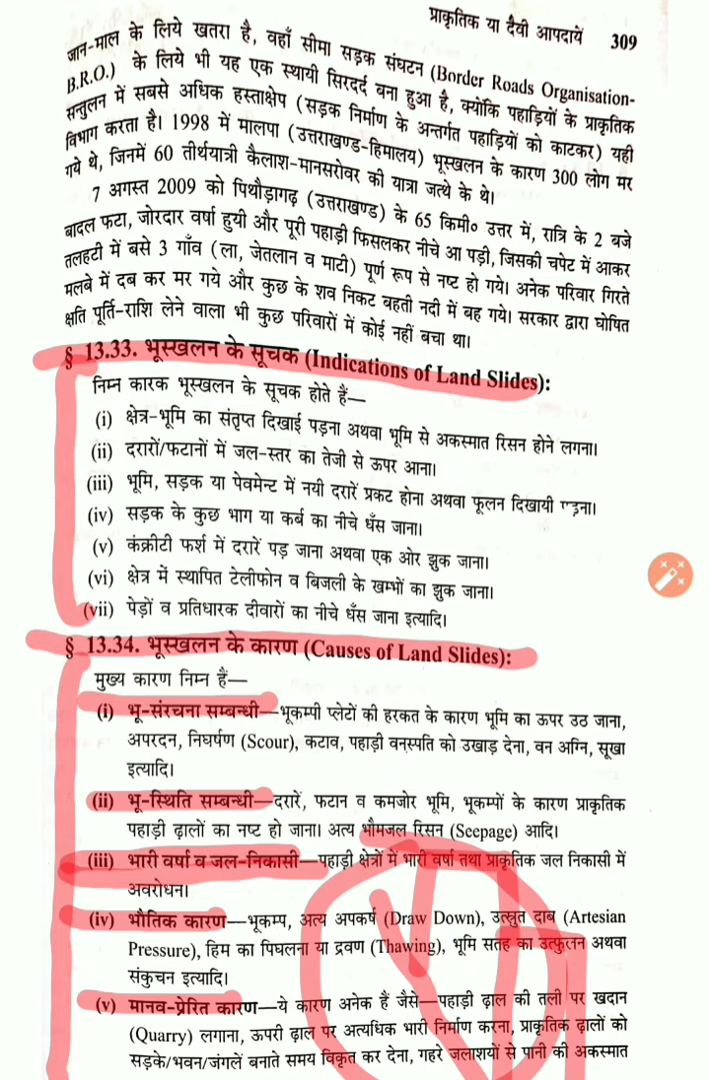 प्राकृतिक या दैवी आपदायें 309
जान-माल के लिये खतरा है, वहाँ सीमा सड़क संघटन (Border Roads Organisation-
B.R.O.) के लिये भी यह एक स्थायी सिरदर्द बना हुआ है, क्योंकि पहाड़ियों के प्राकृतिक
सन्तुलन में सबसे अधिक हस्ताक्षेप (सड़क निर्माण के अन्तर्गत पहाड़ियों को काटकर) यही
विभाग करता है। 1998 में मालपा (उत्तराखण्ड-हिमालय) भूस्खलन के कारण 300 लोग मर
गये थे, जिनमें 60 तीर्थयात्री कैलाश-मानसरोवर की यात्रा जत्थे के थे।
7 अगस्त 2009 को पिथौड़ागढ़ (उत्तराखण्ड) के 65 किमी० उत्तर में, रात्रि के 2 बजे
बादल फटा, जोरदार वर्षा हुयी और पूरी पहाड़ी फिसलकर नीचे आ पड़ी, जिसकी चपेट में आकर
तलहटी में बसे 3 गाँव (ला, जेतलान व माटी) पूर्ण रूप से नष्ट हो गये। अनेक परिवार गिरते
मलबे में दब कर मर गये और कुछ के शव निकट बहती नदी में बह गये। सरकार द्वारा घोषित
क्षति पूर्ति-राशि लेने वाला भी कुछ परिवारों में कोई नहीं बचा था।
§ 13.33. भूस्खलन के सूचक (Indications of Land Slides):
निम्न कारक भूस्खलन के सूचक होते हैं—
(i) क्षेत्र-भूमि का संतृप्त दिखाई पड़ना अथवा भूमि से अकस्मात रिसन होने लगना।
(ii) दरारों/फटानों में जल-स्तर का तेजी से ऊपर आना।
(iii) भूमि, सड़क या पेवमेन्ट में नयी दरारें प्रकट होना अथवा फूलन दिखायी
(iv) सड़क के कुछ भाग या कर्ब का नीचे धँस जाना।
(v) कंक्रीटी फर्श में दरारें पड़ जाना अथवा एक ओर झुक जाना।
(vi) क्षेत्र में स्थापित टेलीफोन व बिजली के खम्भों का झुक जाना।
(vii) पेड़ों व प्रतिधारक दीवारों का नीचे धँस जाना इत्यादि।
§ 13.34. भूस्खलन के कारण (Causes of Land Slides):
मुख्य कारण निम्न हैं—
(i) भू-संरचना सम्बन्धी—भूकम्पी प्लेटों की हरकत के कारण भूमि का ऊपर उठ जाना,
अपरदन, निघर्षण (Scour), कटाव, पहाड़ी वनस्पति को उखाड़ देना, वन अग्नि, सूखा
इत्यादि।
(ii) भू-स्थिति सम्बन्धी—दरारें, फटान व कमजोर भूमि, भूकम्पों के कारण प्राकृतिक
पहाड़ी ढ़ालों का नष्ट हो जाना। अत्य भौमजल रिसन (Seepage) आदि।
(iii) भारी वर्षा व जल-निकासी—पहाड़ी क्षेत्रों में भारी वर्षा तथा प्राकृतिक जल निकासी में
अवरोधन।
(iv) भौतिक कारण—भूकम्प, अत्य अपकर्ष (Draw Down), उत्स्रुत दाब (Artesian
Pressure), हिम का पिघलना या द्रवण (Thawing), भूमि सतह का उत्फुलन अथवा
संकुचन इत्यादि।
(v) मानव-प्रेरित कारण—ये कारण अनेक हैं जैसे—पहाड़ी ढ़ाल की तली पर खदान
(Quarry) लगाना, ऊपरी ढ़ाल पर अत्यधिक भारी निर्माण करना, प्राकृतिक ढ़ालों को
सड़के/भवन/जंगलें बनाते समय विकृत कर देना, गहरे जलाशयों से पानी की अकस्मात